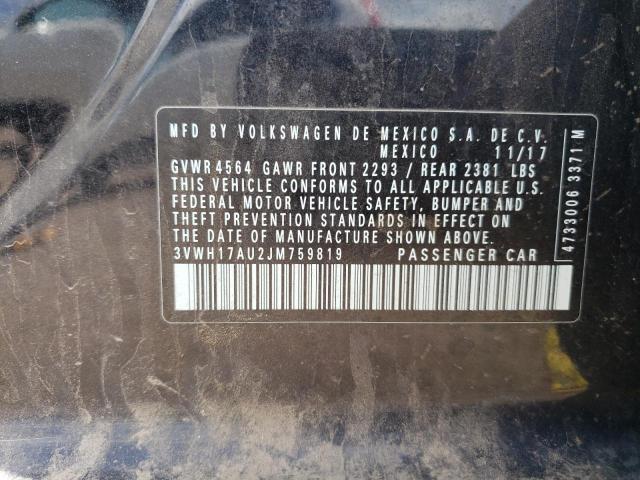 MFD BY VOLKSWAGEN DE MEXICO S.A. DE C.V.
MEXICO 11/17
GVWR 4564 GAWR FRONT 2293 / REAR 2381 LBS
THIS VEHICLE CONFORMS TO ALL APPLICABLE U.S.
FEDERAL MOTOR VEHICLE SAFETY, BUMPER AND
THEFT PREVENTION STANDARDS IN EFFECT ON
THE DATE OF MANUFACTURE SHOWN ABOVE.
3VWH17AU2JM759819 PASSENGER CAR
4733006 3371 M